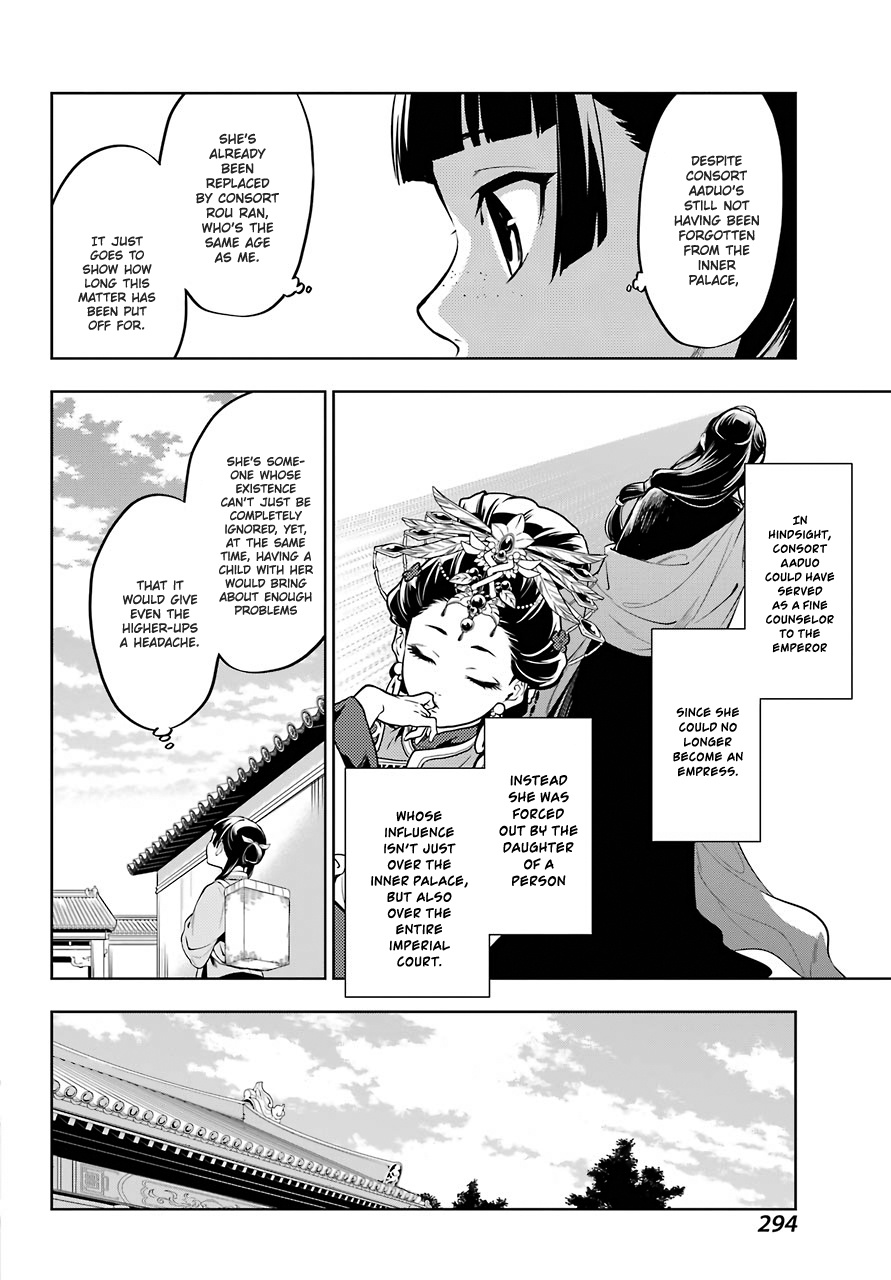 DESPITE
CONSORT
AADUO'S
STILL NOT
HAVING BEEN
FORGOTTEN
FROM THE
INNER
PALACE,
SHE'S
ALREADY
BEEN
REPLACED
BY CONSORT
ROU RAN,
WHO'S THE
SAME AGE
AS ME.
IT JUST
GOES TO
SHOW HOW
LONG THIS
MATTER HAS
BEEN PUT
OFF FOR.
IN
HINDSIGHT,
CONSORT
AADUO
COULD HAVE
SERVED
AS A FINE
COUNSELOR
TO THE
EMPEROR
SINCE SHE
COULD NO
LONGER
BECOME AN
EMPRESS.
INSTEAD
SHE WAS
FORCED
OUT BY THE
DAUGHTER
OF A
PERSON
WHOSE
INFLUENCE
ISN'T JUST
OVER THE
INNER PALACE,
BUT ALSO
OVER THE
ENTIRE
IMPERIAL
COURT.
SHE'S SOME-
ONE WHOSE
EXISTENCE
CAN'T JUST BE
COMPLETELY
IGNORED, YET,
AT THE SAME
TIME, HAVING A
CHILD WITH HER
WOULD BRING
ABOUT ENOUGH
PROBLEMS
THAT IT
WOULD GIVE
EVEN THE
HIGHER-UPS
A HEADACHE.
294